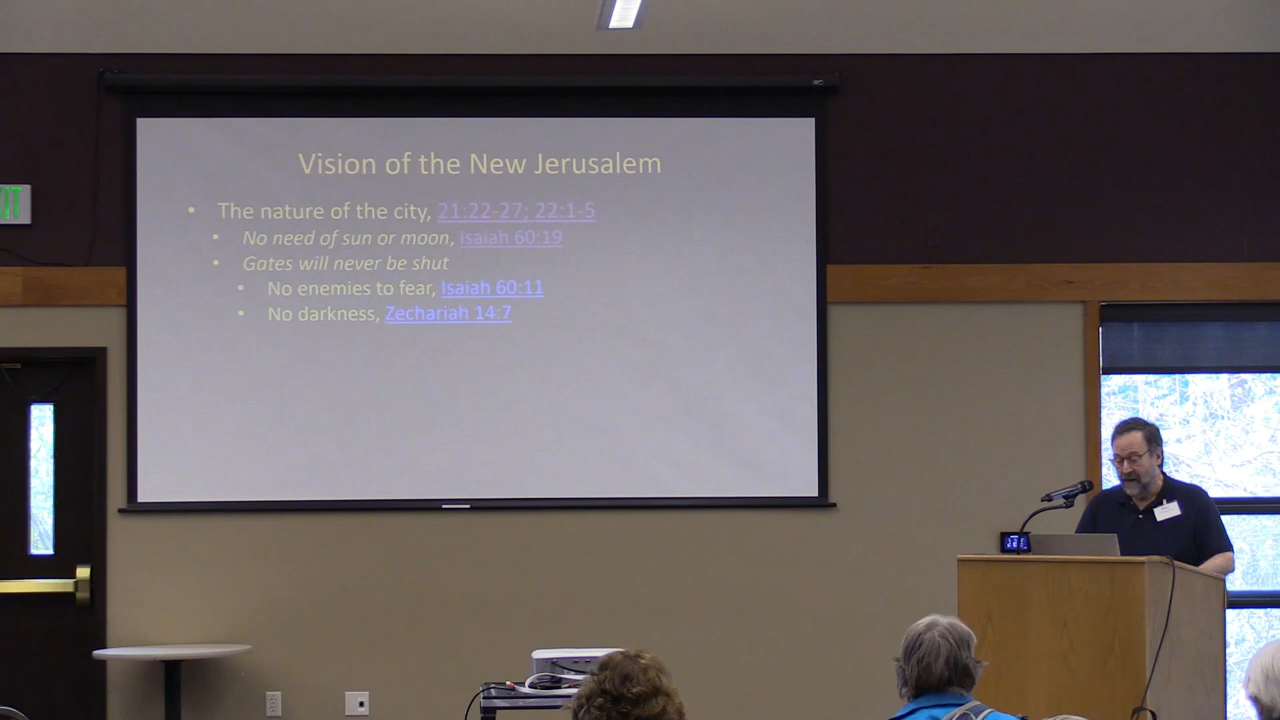 Vision of the New Jerusalem
• The nature of the city, 21:22-27; 22:1-5
• No need of sun or moon, Isaiah 60:19
• Gates will never be shut
• No enemies to fear, Isaiah 60:11
• No darkness, Zechariah 14:7